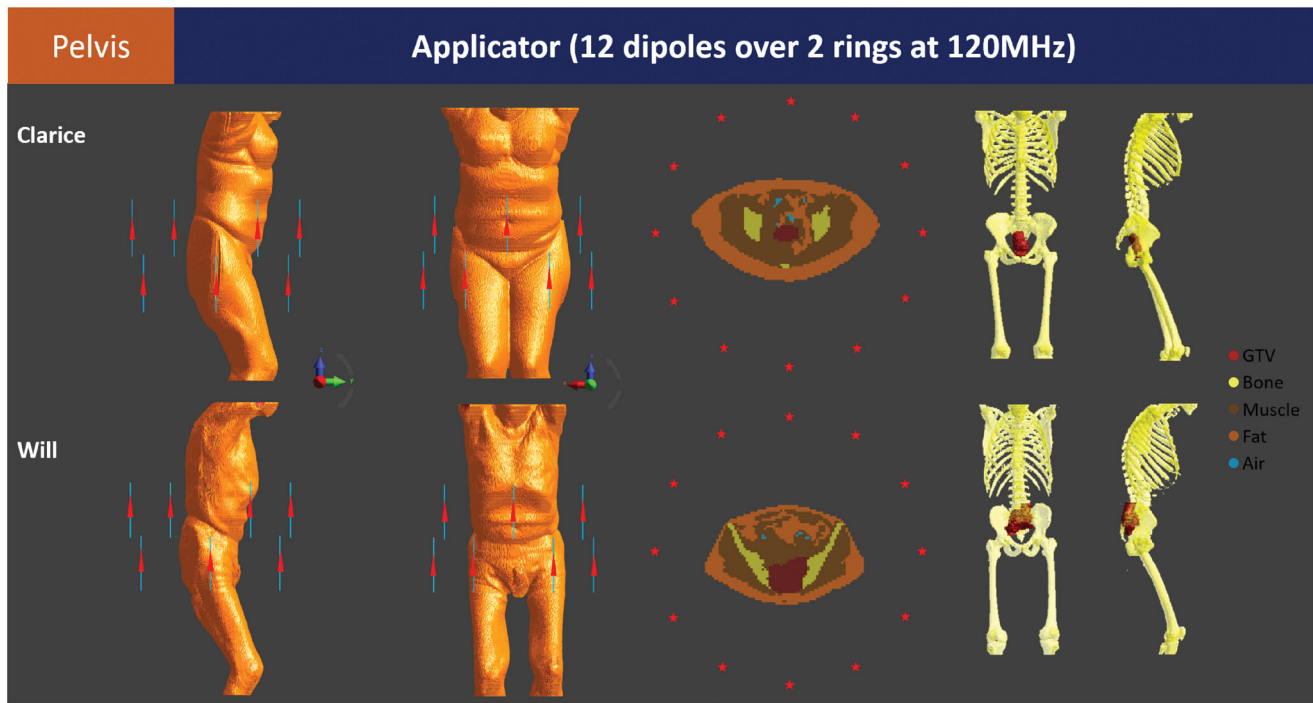 Pelvis
Applicator (12 dipoles over 2 rings at 120MHz)
Clarice
GTV
Bone
Muscle
Fat
Air
Will